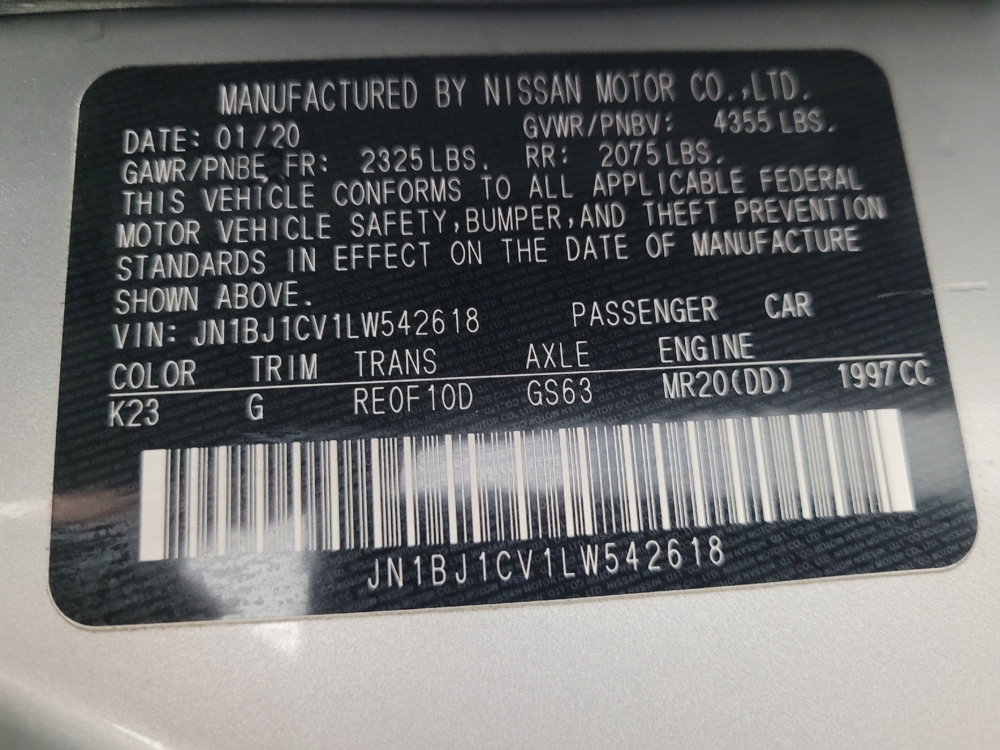 MANUFACTURED BY NISSAN MOTOR CO.,LTD.
DATE: 01/20 GVWR/PNBV: 4355 LBS.
GAWR/PNBE, FR: 2325 LBS. RR: 2075 LBS.
THIS VEHICLE CONFORMS TO ALL APPLICABLE FEDERAL
MOTOR VEHICLE SAFETY,BUMPER,AND THEFT PREVENTION
STANDARDS IN EFFECT ON THE DATE OF MANUFACTURE
SHOWN ABOVE.
VIN: JN1BJ1CV1LW542618 PASSENGER CAR
COLOR TRIM TRANS AXLE ENGINE
K23 G RE0F10D GS63 MR20(DD) 1997CC
JN1BJ1CV1LW542618